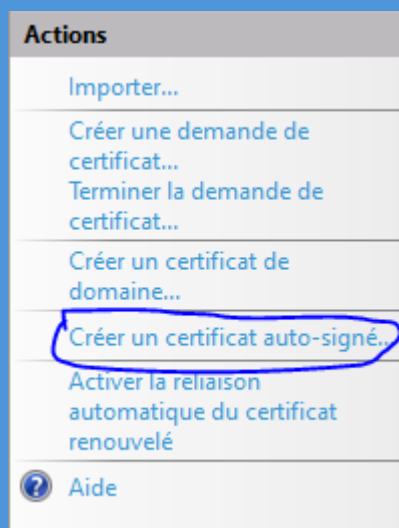 Actions
Importer...
Créer une demande de
certificat...
Terminer la demande de
certificat...
Créer un certificat de
domaine...
Créer un certificat auto-signé...
Activer la reliaison
automatique du certificat
renouvelé
Aide